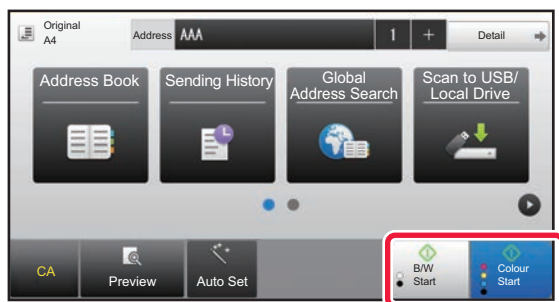 Original
A4
Address AAA 1 + Detail
Address Book
Sending History
Global
Address Search
Scan to USB/
Local Drive
CA
Preview
Auto Set
B/W
Start
Colour
Start